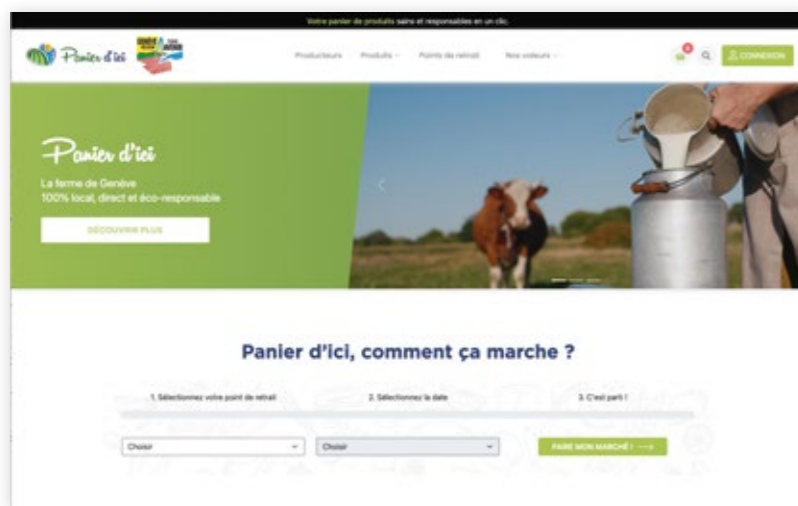 Votre panier de produits sains et responsables en un clic.
Panier d'ici
GENÈVE
Producteurs
Produits
Points de retrait
Nos valeurs
CONNEXION
Panier d'ici
La ferme de Genève
100% local, direct et éco-responsable
DÉCOUVRIR PLUS
Panier d'ici, comment ça marche ?
1. Sélectionnez votre point de retrait
2. Sélectionnez la date
3. C'est parti !
Choisir
Choisir
FAIRE MON MARCHÉ !